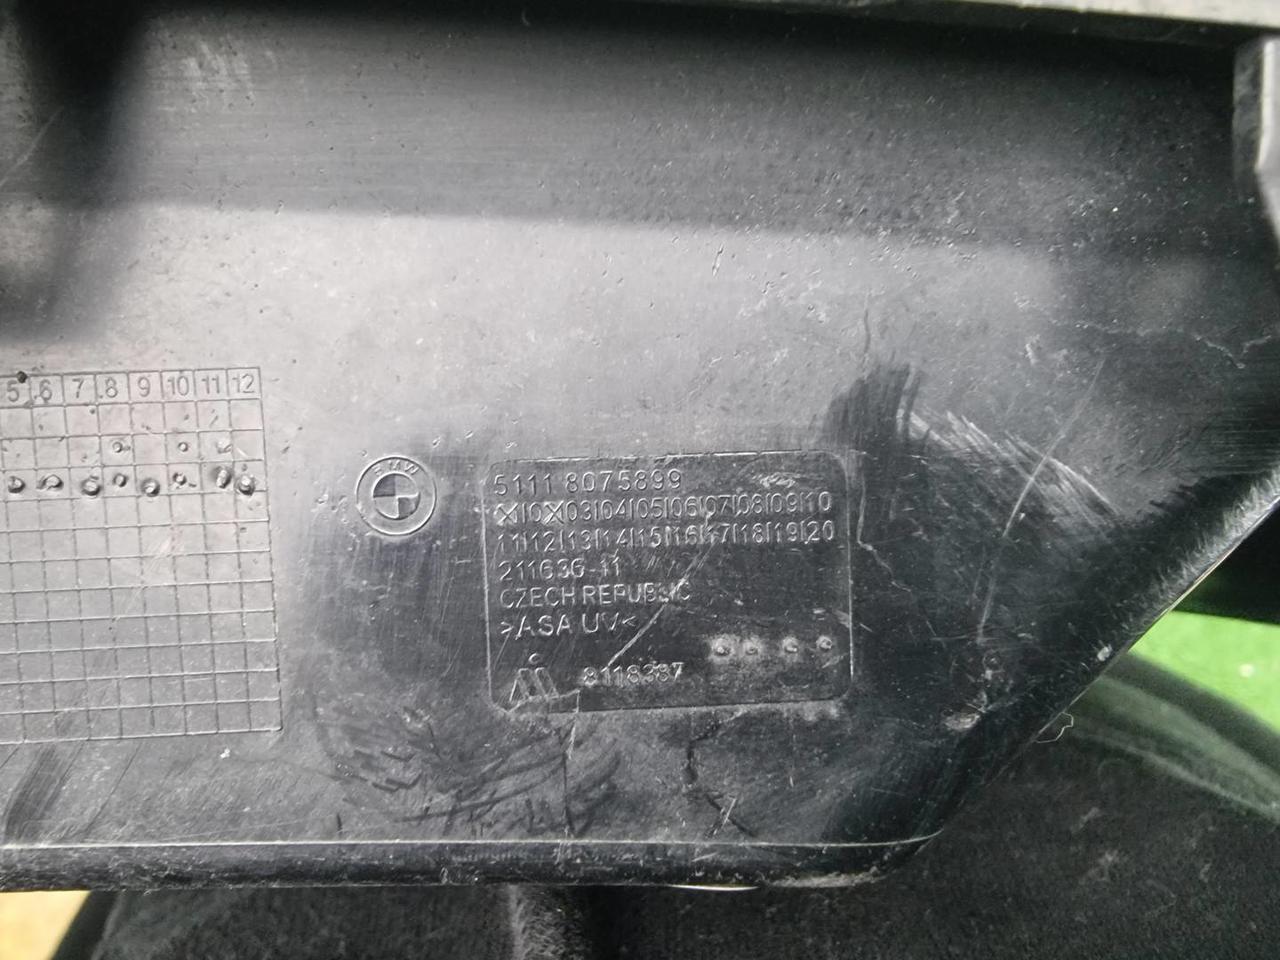 5 6 7 8 9 10 11 12
BMW
5111 8075899
X|0X|03|04|05|06|07|08|09|10
11|12|13|14|15|16|17|18|19|20
211636-11
CZECH REPUBLIC
>ASA UV<
8118387